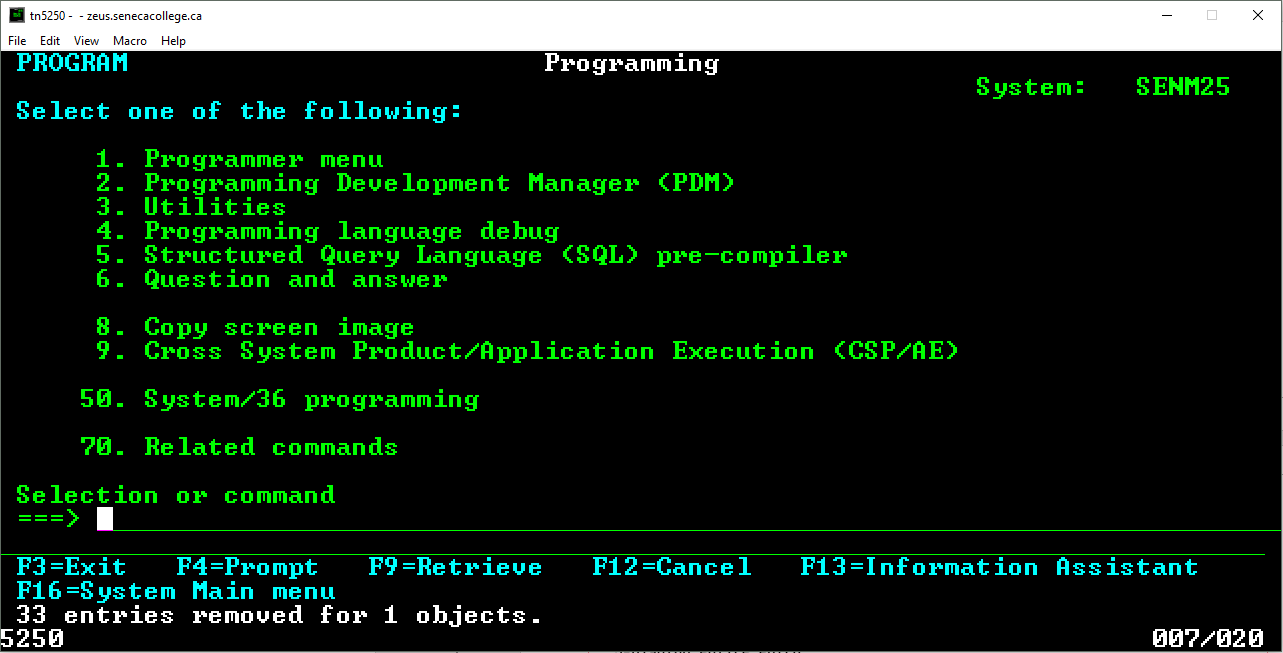 tn5250 - - zeus.senecacollege.ca
File Edit View Macro Help
PROGRAM Programming
System: SENM25
Select one of the following:
1. Programmer menu
2. Programming Development Manager (PDM)
3. Utilities
4. Programming language debug
5. Structured Query Language (SQL) pre-compiler
6. Question and answer
8. Copy screen image
9. Cross System Product/Application Execution (CSP/AE)
50. System/36 programming
70. Related commands
Selection or command
===>
F3=Exit F4=Prompt F9=Retrieve F12=Cancel F13=Information Assistant
F16=System Main menu
33 entries removed for 1 objects.
5250 007/020